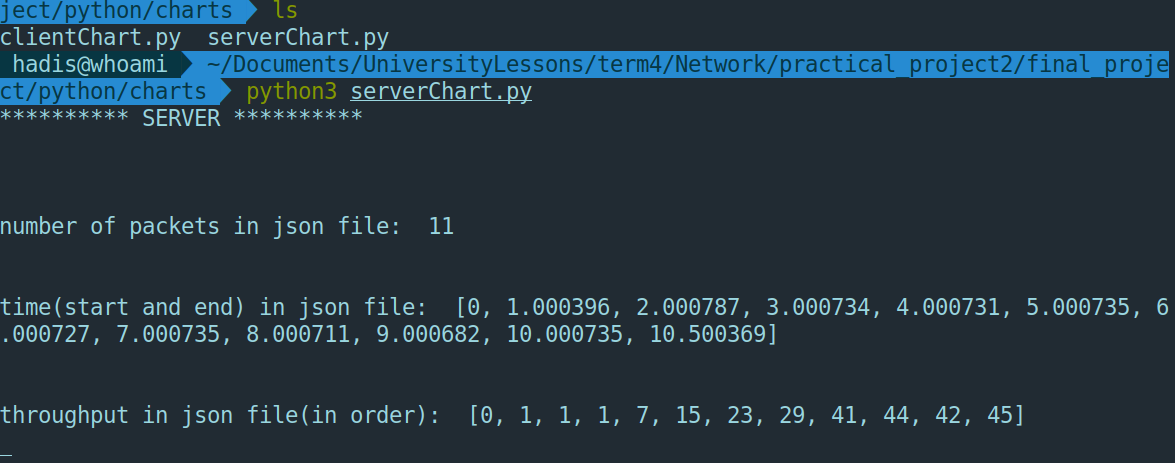 ject/python/charts ls
clientChart.py  serverChart.py
hadis@whoami ~/Documents/UniversityLessons/term4/Network/practical_project2/final_proje
ct/python/charts python3 serverChart.py
********** SERVER **********
number of packets in json file:  11
time(start and end) in json file:  [0, 1.000396, 2.000787, 3.000734, 4.000731, 5.000735, 6
.000727, 7.000735, 8.000711, 9.000682, 10.000735, 10.500369]
throughput in json file(in order):  [0, 1, 1, 1, 7, 15, 23, 29, 41, 44, 42, 45]